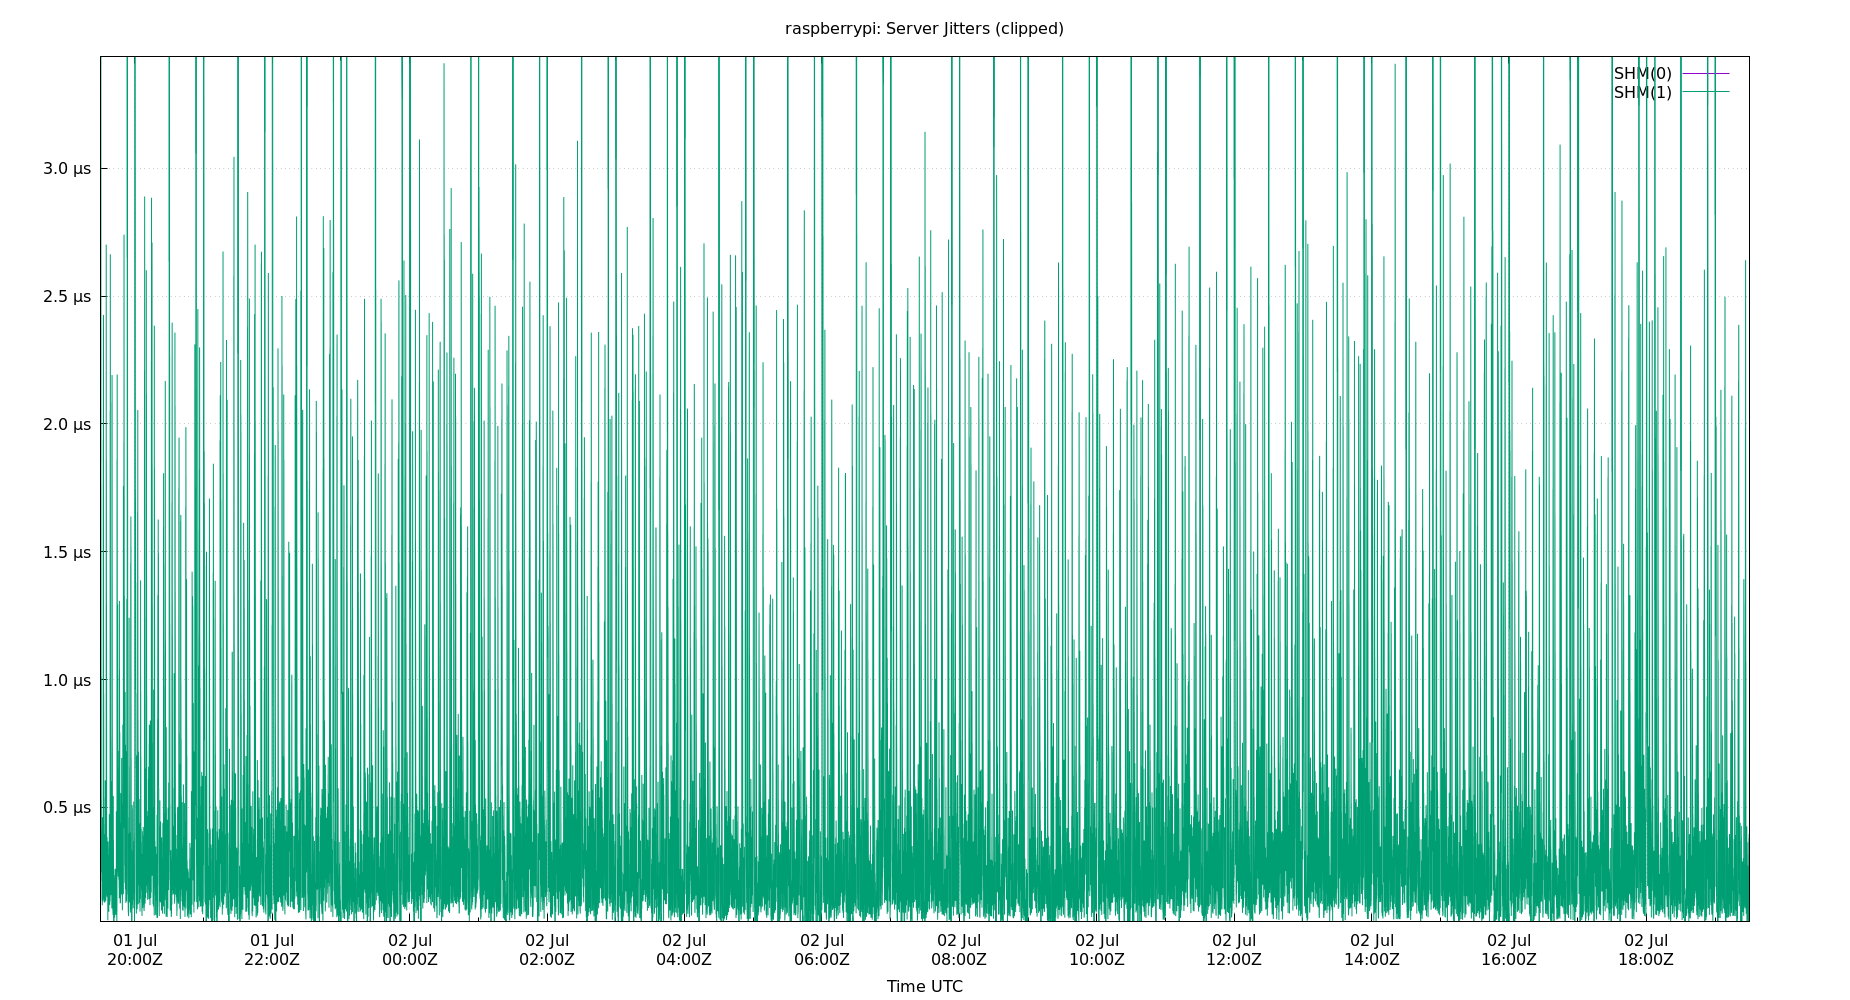 raspberrypi: Server Jitters (clipped)
SHM(0)
SHM(1)
3.0 µs
2.5 µs
2.0 µs
1.5 µs
1.0 µs
0.5 µs
01 Jul 01 Jul 02 Jul 02 Jul 02 Jul 02 Jul 02 Jul 02 Jul 02 Jul 02 Jul 02 Jul 02 Jul
20:00Z 22:00Z 00:00Z 02:00Z 04:00Z 06:00Z 08:00Z 10:00Z 12:00Z 14:00Z 16:00Z 18:00Z
Time UTC